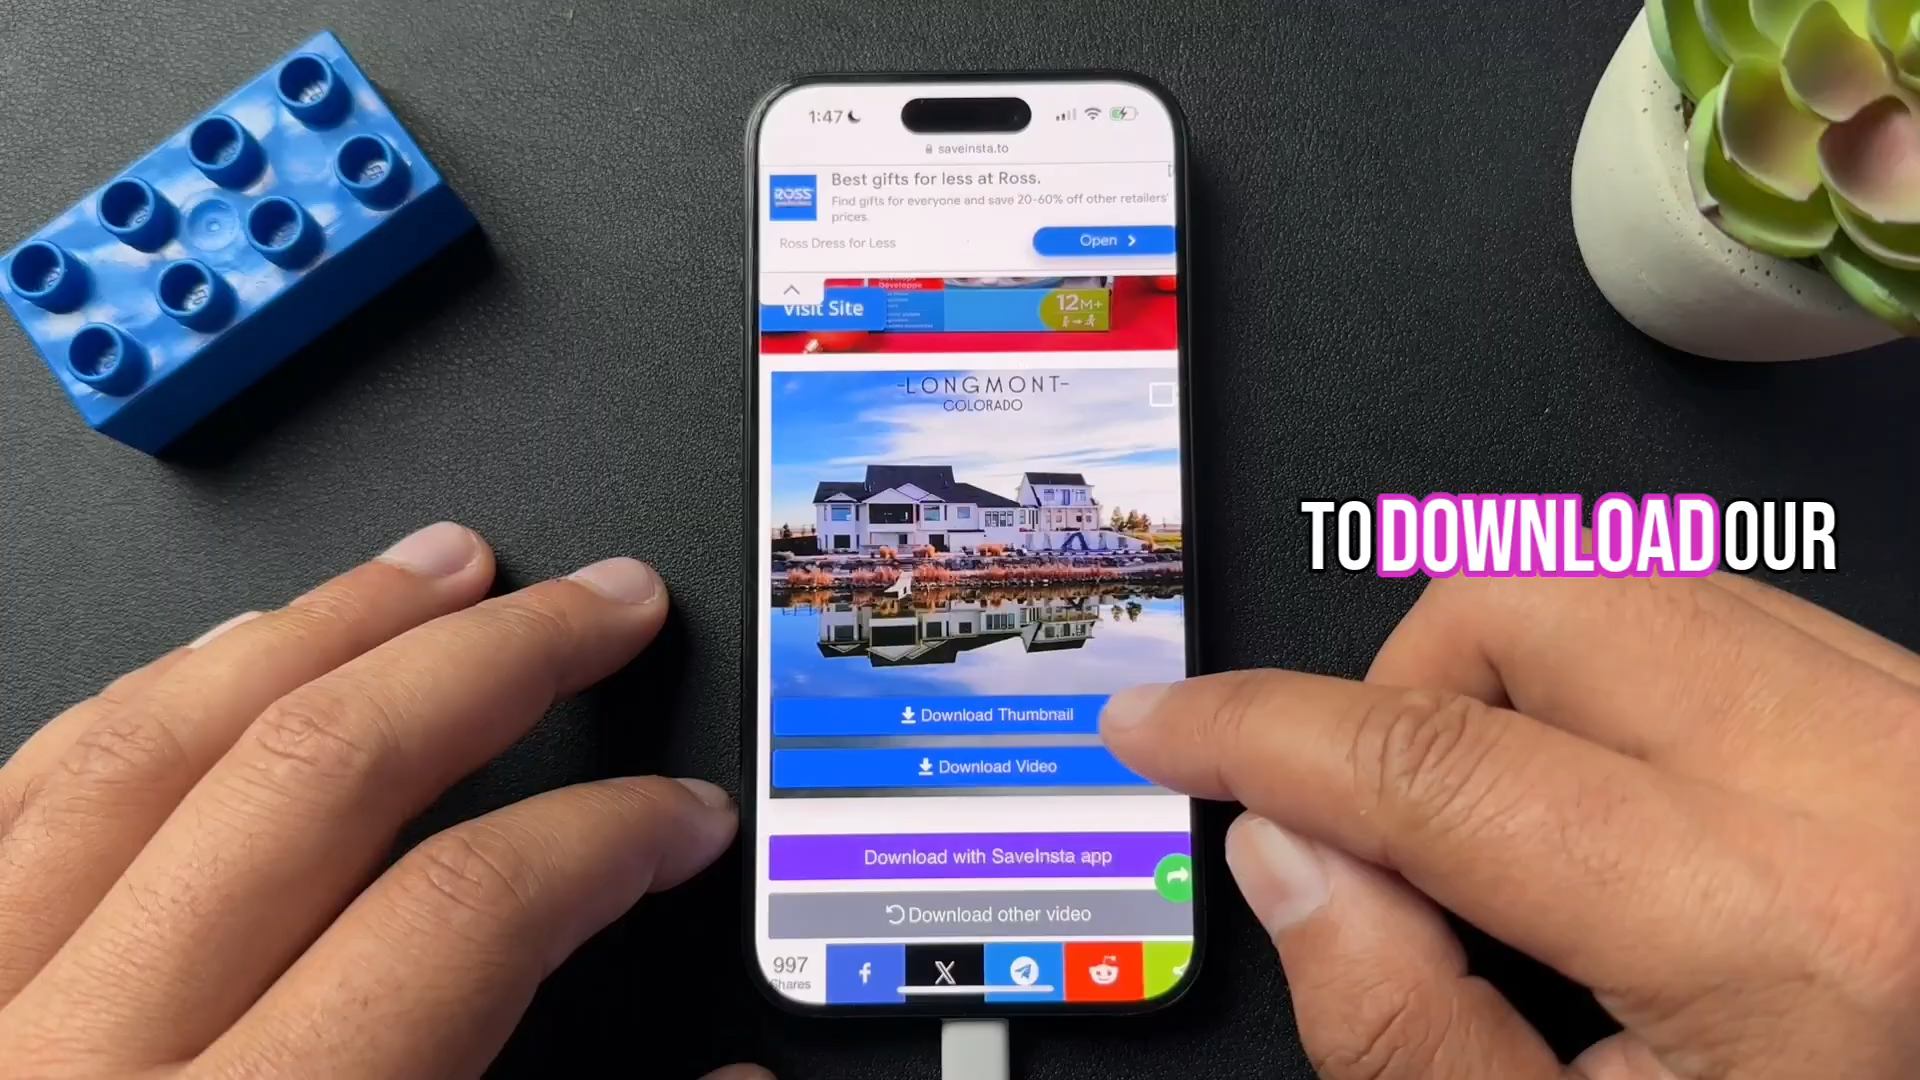 1:47
saveinsta.to
ROSS
Best gifts for less at Ross.
Find gifts for everyone and save 20-60% off other retailers'
prices.
Ross Dress for Less
Open
Developpe
Visit Site
12M+
-LONGMONT-
COLORADO
TO DOWNLOAD OUR
Download Thumbnail
Download Video
Download with SaveInsta app
Download other video
997
Shares